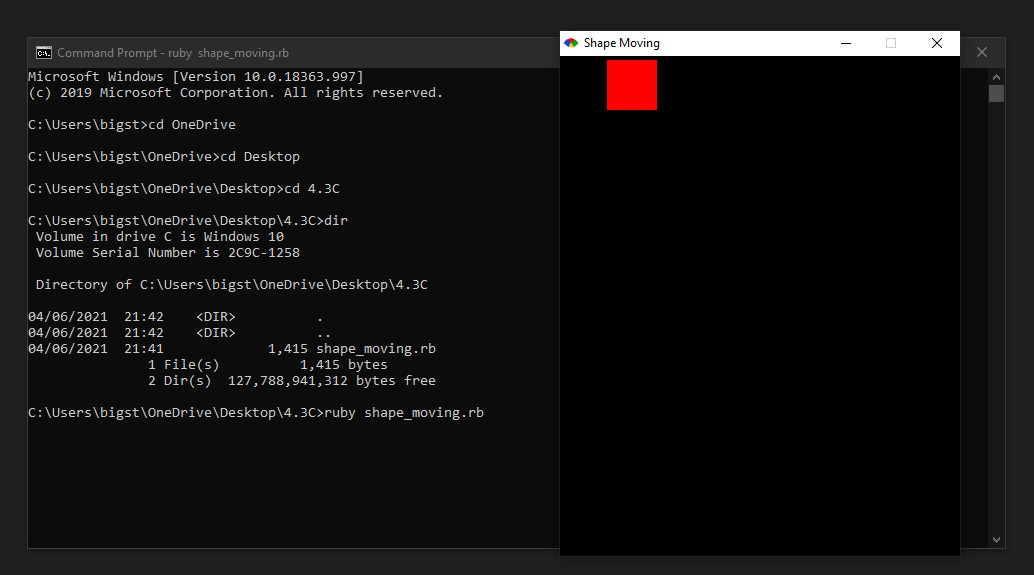 Command Prompt - ruby  shape_moving.rb
Shape Moving
Microsoft Windows [Version 10.0.18363.997]
(c) 2019 Microsoft Corporation. All rights reserved.
C:\Users\bigst>cd OneDrive
C:\Users\bigst\OneDrive>cd Desktop
C:\Users\bigst\OneDrive\Desktop>cd 4.3C
C:\Users\bigst\OneDrive\Desktop\4.3C>dir
 Volume in drive C is Windows 10
 Volume Serial Number is 2C9C-1258
 Directory of C:\Users\bigst\OneDrive\Desktop\4.3C
04/06/2021  21:42    <DIR>          .
04/06/2021  21:42    <DIR>          ..
04/06/2021  21:41             1,415 shape_moving.rb
               1 File(s)          1,415 bytes
               2 Dir(s)  127,788,941,312 bytes free
C:\Users\bigst\OneDrive\Desktop\4.3C>ruby shape_moving.rb